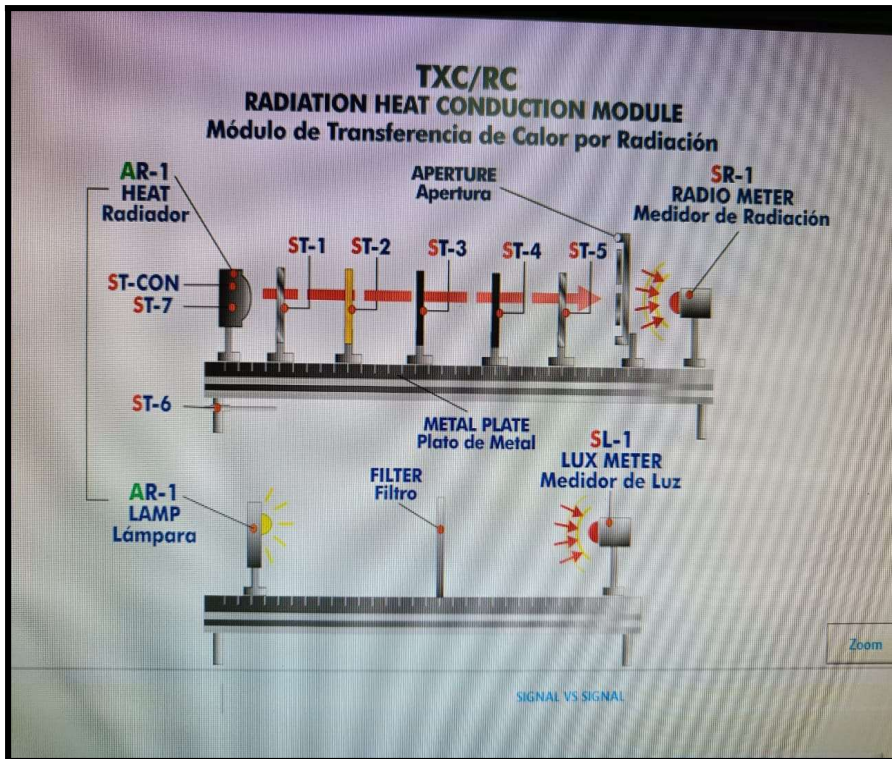 TXC/RC
RADIATION HEAT CONDUCTION MODULE
Módulo de Transferencia de Calor por Radiación
AR-1
HEAT
Radiador
APERTURE
Apertura
SR-1
RADIO METER
Medidor de Radiación
ST-1
ST-2
ST-3
ST-4
ST-5
ST-CON
ST-7
ST-6
METAL PLATE
Plato de Metal
SL-1
LUX METER
Medidor de Luz
FILTER
Filtro
AR-1
LAMP
Lámpara
Zoom
SIGNAL VS SIGNAL